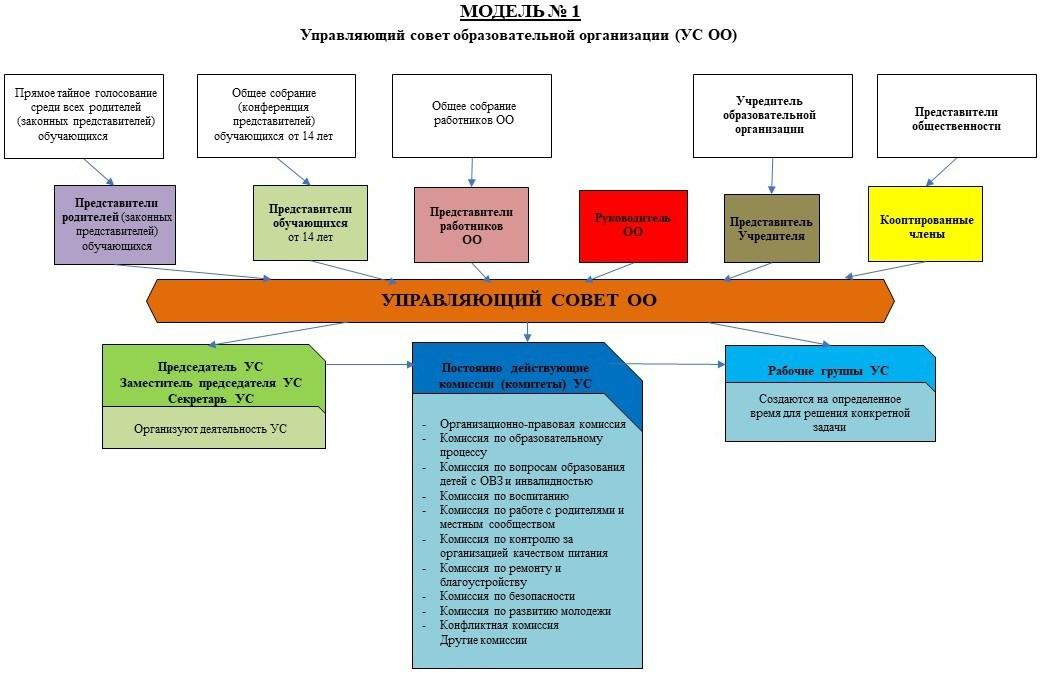 МОДЕЛЬ № 1
Управляющий совет образовательной организации (УС ОО)
Прямое тайное голосование
среди всех родителей
(законных представителей)
обучающихся
Общее собрание
(конференция
представителей)
обучающихся от 14 лет
Общее собрание
работников ОО
Учредитель
образовательной
организации
Представители
общественности
Представители
родителей (законных
представителей)
обучающихся
Представители
обучающихся
от 14 лет
Представители
работников
ОО
Руководитель
ОО
Представитель
Учредителя
Кооптированные
члены
УПРАВЛЯЮЩИЙ СОВЕТ ОО
Председатель УС
Заместитель председателя УС
Секретарь УС
Организуют деятельность УС
Постоянно действующие
комиссии (комитеты) УС
- Организационно-правовая комиссия
- Комиссия по образовательному
процессу
- Комиссия по вопросам образования
детей с ОВЗ и инвалидностью
- Комиссия по воспитанию
- Комиссия по работе с родителями и
местным сообществом
- Комиссия по контролю за
организацией качеством питания
- Комиссия по ремонту и
благоустройству
- Комиссия по безопасности
- Комиссия по развитию молодежи
- Конфликтная комиссия
Другие комиссии
Рабочие группы УС
Создаются на определенное
время для решения конкретной
задачи